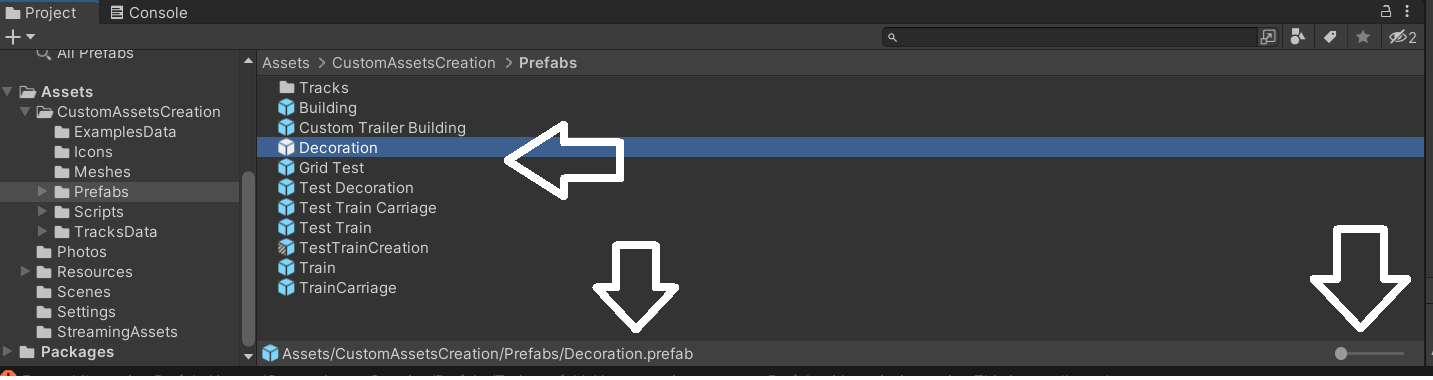 Project
Console
2
All Prefabs
Assets > CustomAssetsCreation > Prefabs
Assets
CustomAssetsCreation
ExamplesData
Icons
Meshes
Prefabs
Scripts
TracksData
Photos
Resources
Scenes
Settings
StreamingAssets
Packages
Tracks
Building
Custom Trailer Building
Decoration
Grid Test
Test Decoration
Test Train Carriage
Test Train
TestTrainCreation
Train
TrainCarriage
Assets/CustomAssetsCreation/Prefabs/Decoration.prefab